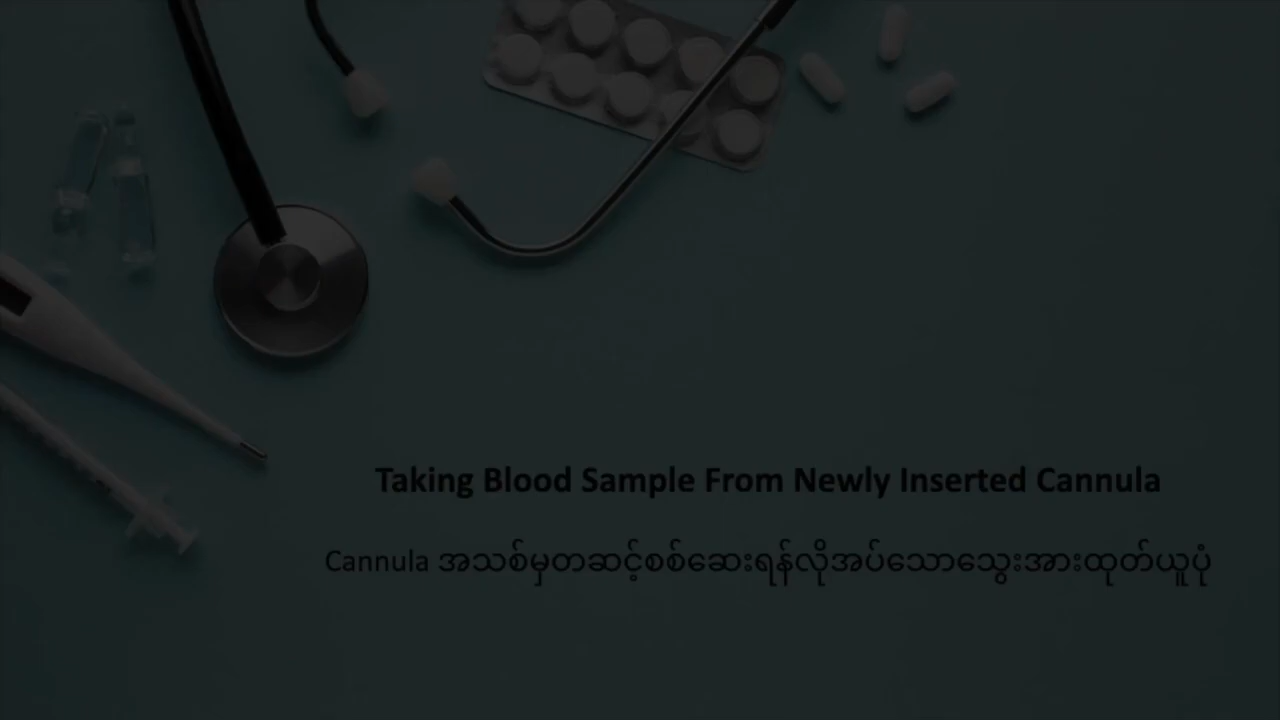 Taking Blood Sample From Newly Inserted Cannula
Cannula အသစ်မှတဆင့်စစ်ဆေးရန်လိုအပ်သောသွေးအားထုတ်ယူပုံ